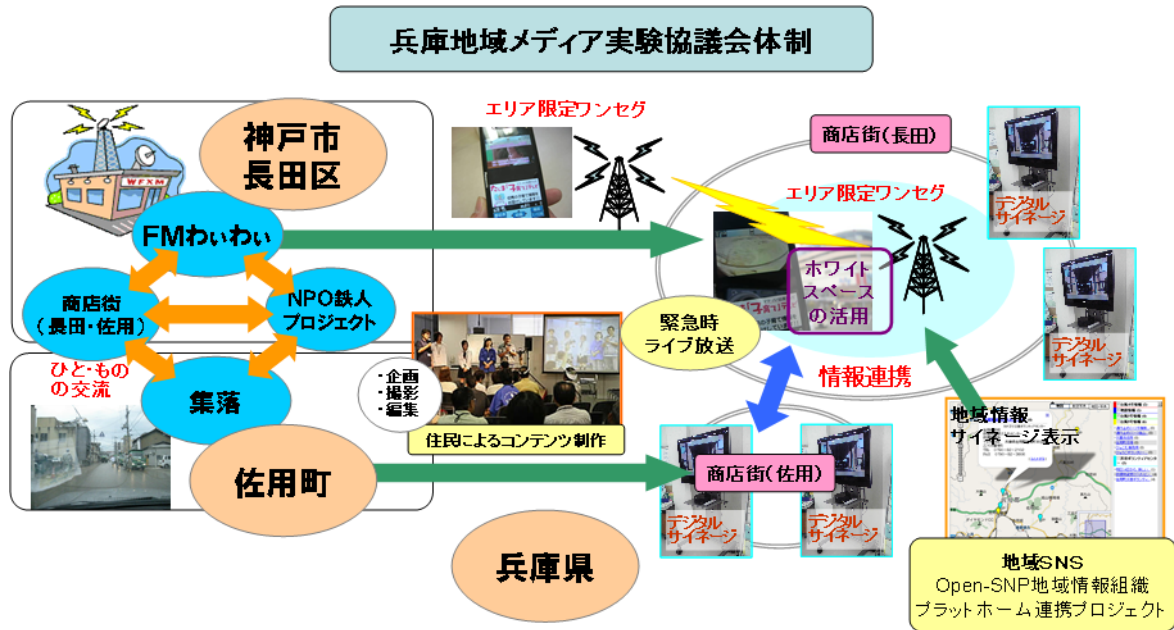 兵庫地域メディア実験協議会体制
神戸市
長田区
WFXM
FMわぃわぃ
商店街
(長田・佐用)
NPO鉄人
プロジェクト
集落
ひと・もの
の交流
佐用町
兵庫県
・企画
・撮影
・編集
住民によるコンテンツ制作
エリア限定ワンセグ
商店街(長田)
エリア限定ワンセグ
ホワイト
スペース
の活用
緊急時
ライブ放送
情報連携
デジタル
サイネージ
デジタル
サイネージ
商店街(佐用)
デジタル
サイネージ
デジタル
サイネージ
地域情報
サイネージ表示
地域SNS
Open-SNP地域情報組織
プラットホーム連携プロジェクト